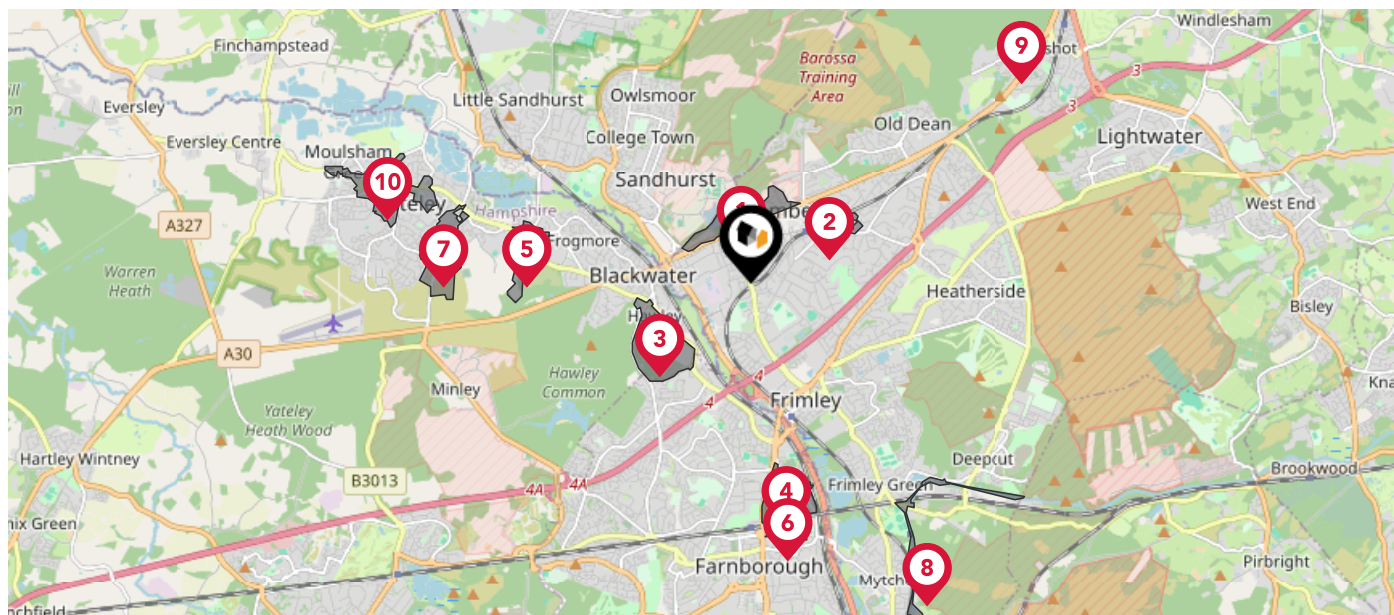 Windlesham
9
shot
Finchampstead
3
Barossa
Training
Area
Little Sandhurst
Owlsmoor
3
Eversley
College Town
Old Dean
Lightwater
Eversley Centre
Moulsham
10
Sandhurst
West End
teley
Hampshire
mbe
2
A327
7
5
Frogmore
Warren
Heath
Blackwater
Heatherside
Bisley
3
A30
Hawley
Common
4
Minley
4
Frimley
Yateley
Heath Wood
Hartley Wintney
B3013
4A
4A
4
Frimley Green
Deepcut
Brookwood
6
Farnborough
8
Pirbright